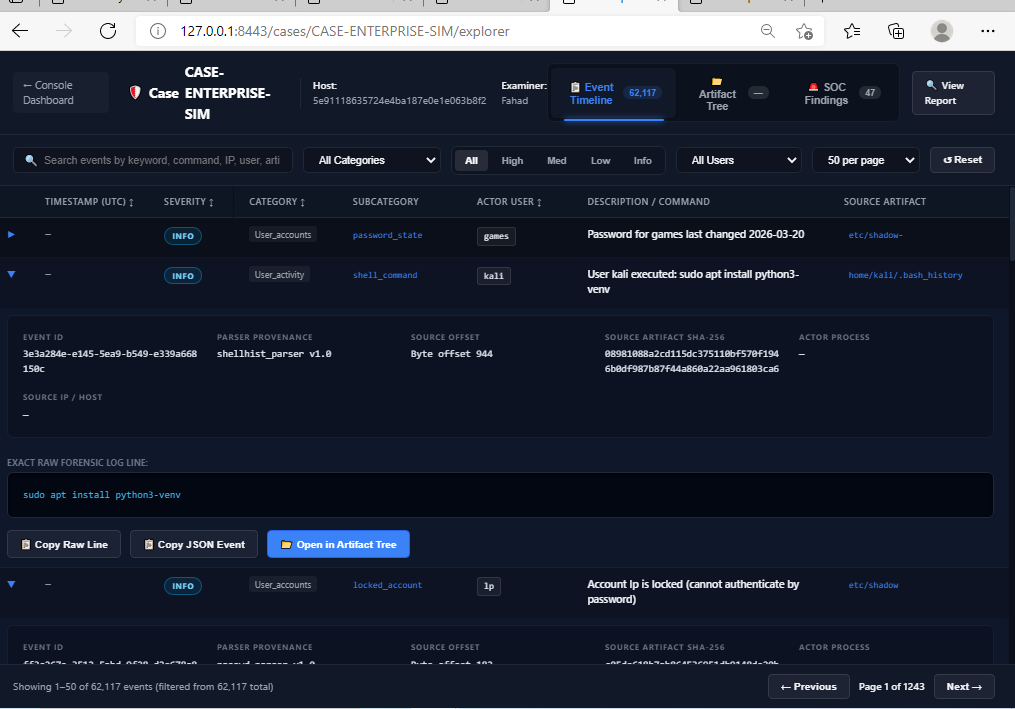 127.0.0.1:8443/cases/CASE-ENTERPRISE-SIM/explorer
← Console Dashboard
Case CASE-ENTERPRISE-SIM
Host:
5e91118635724e4ba187e0e1e063b8f2
Examiner:
Fahad
Event Timeline 62,117
Artifact Tree —
SOC Findings 47
View Report
Search events by keyword, command, IP, user, arti
All Categories
All High Med Low Info
All Users
50 per page
↺ Reset
TIMESTAMP (UTC) ↕ SEVERITY ↕ CATEGORY ↕ SUBCATEGORY ACTOR USER ↕ DESCRIPTION / COMMAND SOURCE ARTIFACT
— INFO User_accounts password_state games Password for games last changed 2026-03-20 etc/shadow-
— INFO User_activity shell_command kali User kali executed: sudo apt install python3-venv home/kali/.bash_history
EVENT ID PARSER PROVENANCE SOURCE OFFSET SOURCE ARTIFACT SHA-256 ACTOR PROCESS
3e3a284e-e145-5ea9-b549-e339a668150c shellhist_parser v1.0 Byte offset 944 08981088a2cd115dc375110bf570f1946b0df987b87f44a860a22aa961803ca6 —
SOURCE IP / HOST
—
EXACT RAW FORENSIC LOG LINE:
sudo apt install python3-venv
Copy Raw Line Copy JSON Event Open in Artifact Tree
— INFO User_accounts locked_account lp Account lp is locked (cannot authenticate by password) etc/shadow
EVENT ID PARSER PROVENANCE SOURCE OFFSET SOURCE ARTIFACT SHA-256 ACTOR PROCESS
Showing 1–50 of 62,117 events (filtered from 62,117 total)
← Previous Page 1 of 1243 Next →